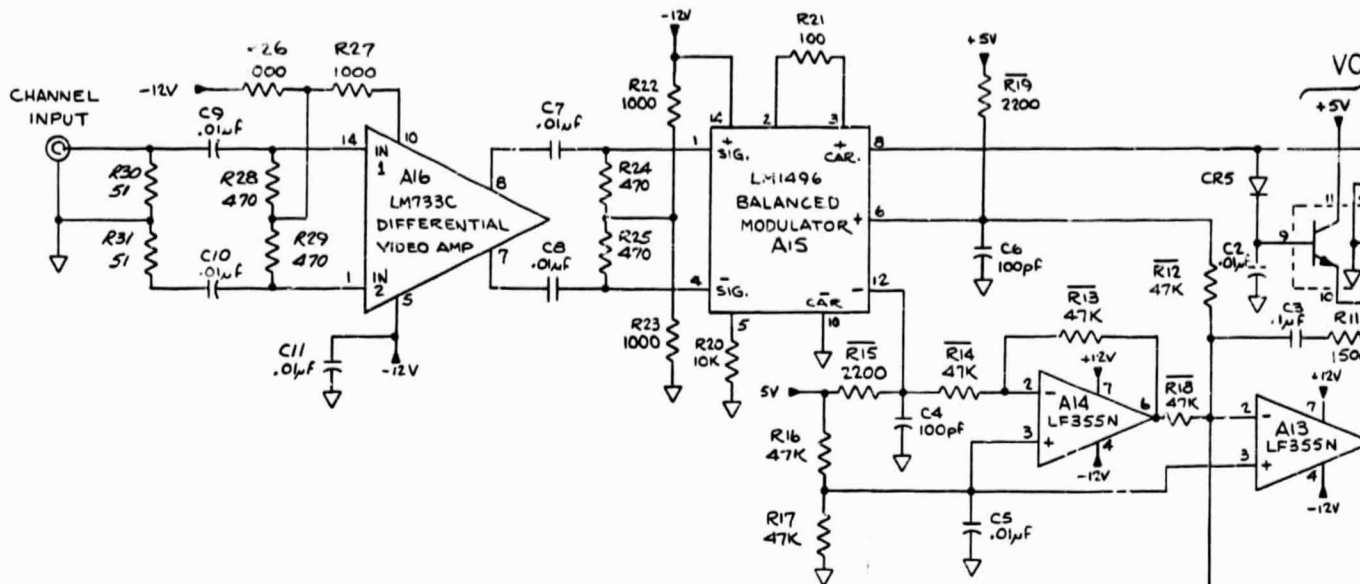 CHANNEL
INPUT
-12V
-26
000
R27
1000
10
C9
.01µF
14
R30
51
R28
470
R31
51
R29
470
C10
.01µF
1
IN
1
A16
LM733C
DIFFERENTIAL
VIDEO AMP
IN
2
5
8
7
C11
.01µF
-12V
C7
.01µF
C8
.01µF
R24
470
R25
470
-12V
R22
1000
R23
1000
14
2
3
R21
100
1
+
SIG.
+
CAR.
8
LM1496
BALANCED
MODULATOR
A15
+
6
4
-
SIG.
-
CAR
-
12
5
10
R20
10K
+5V
R19
2200
C6
100pf
5V
R15
2200
R14
47K
C4
100pf
R16
47K
R17
47K
C5
.01µF
R13
47K
+12V
2
-
7
A14
LF355N
6
3
+
4
-12V
R18
47K
R12
47K
VC
+5V
CR5
11
9
10
C2
.01µF
C3
.1µF
R11
150
+12V
2
-
7
A13
LF355N
3
+
4
-12V